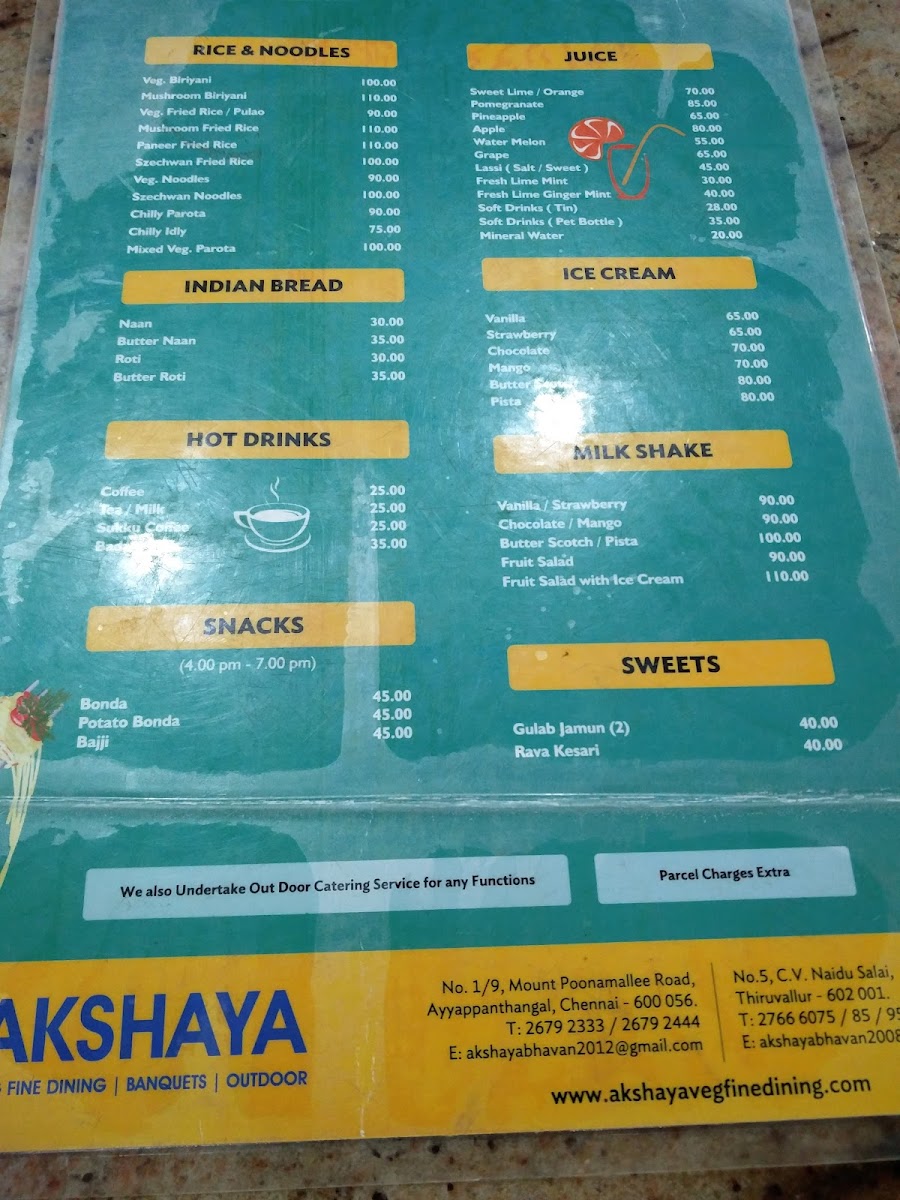 RICE & NOODLES
Veg. Biriyani 100.00
Mushroom Biriyani 110.00
Veg. Fried Rice / Pulao 90.00
Mushroom Fried Rice 110.00
Paneer Fried Rice 110.00
Szechwan Fried Rice 100.00
Veg. Noodles 90.00
Szechwan Noodles 100.00
Chilly Parota 90.00
Chilly Idly 75.00
Mixed Veg. Parota 100.00
INDIAN BREAD
Naan 30.00
Butter Naan 35.00
Roti 30.00
Butter Roti 35.00
HOT DRINKS
Coffee 25.00
Tea / Milk 25.00
Sukku Coffee 25.00
35.00
SNACKS
(4.00 pm - 7.00 pm)
Bonda 45.00
Potato Bonda 45.00
Bajji 45.00
JUICE
Sweet Lime / Orange 70.00
Pomegranate 85.00
Pineapple 65.00
Apple 80.00
Water Melon 55.00
Grape 65.00
Lassi ( Salt / Sweet ) 45.00
Fresh Lime Mint 30.00
Fresh Lime Ginger Mint 40.00
Soft Drinks ( Tin) 28.00
Soft Drinks ( Pet Bottle ) 35.00
Mineral Water 20.00
ICE CREAM
Vanilla 65.00
Strawberry 65.00
Chocolate 70.00
Mango 70.00
Butter 80.00
Pista 80.00
MILK SHAKE
Vanilla / Strawberry 90.00
Chocolate / Mango 90.00
Butter Scotch / Pista 100.00
Fruit Salad 90.00
Fruit Salad with Ice Cream 110.00
SWEETS
Gulab Jamun (2) 40.00
Rava Kesari 40.00
We also Undertake Out Door Catering Service for any Functions
Parcel Charges Extra
AKSHAYA
FINE DINING | BANQUETS | OUTDOOR
No. 1/9, Mount Poonamallee Road,
Ayyappanthangal, Chennai - 600 056.
T: 2679 2333 / 2679 2444
E: akshayabhavan2012@gmail.com
No.5, C.V. Naidu Salai,
Thiruvallur - 602 001.
T: 2766 6075 / 85 / 95
E: akshayabhavan2008
www.akshayavegfinedining.com